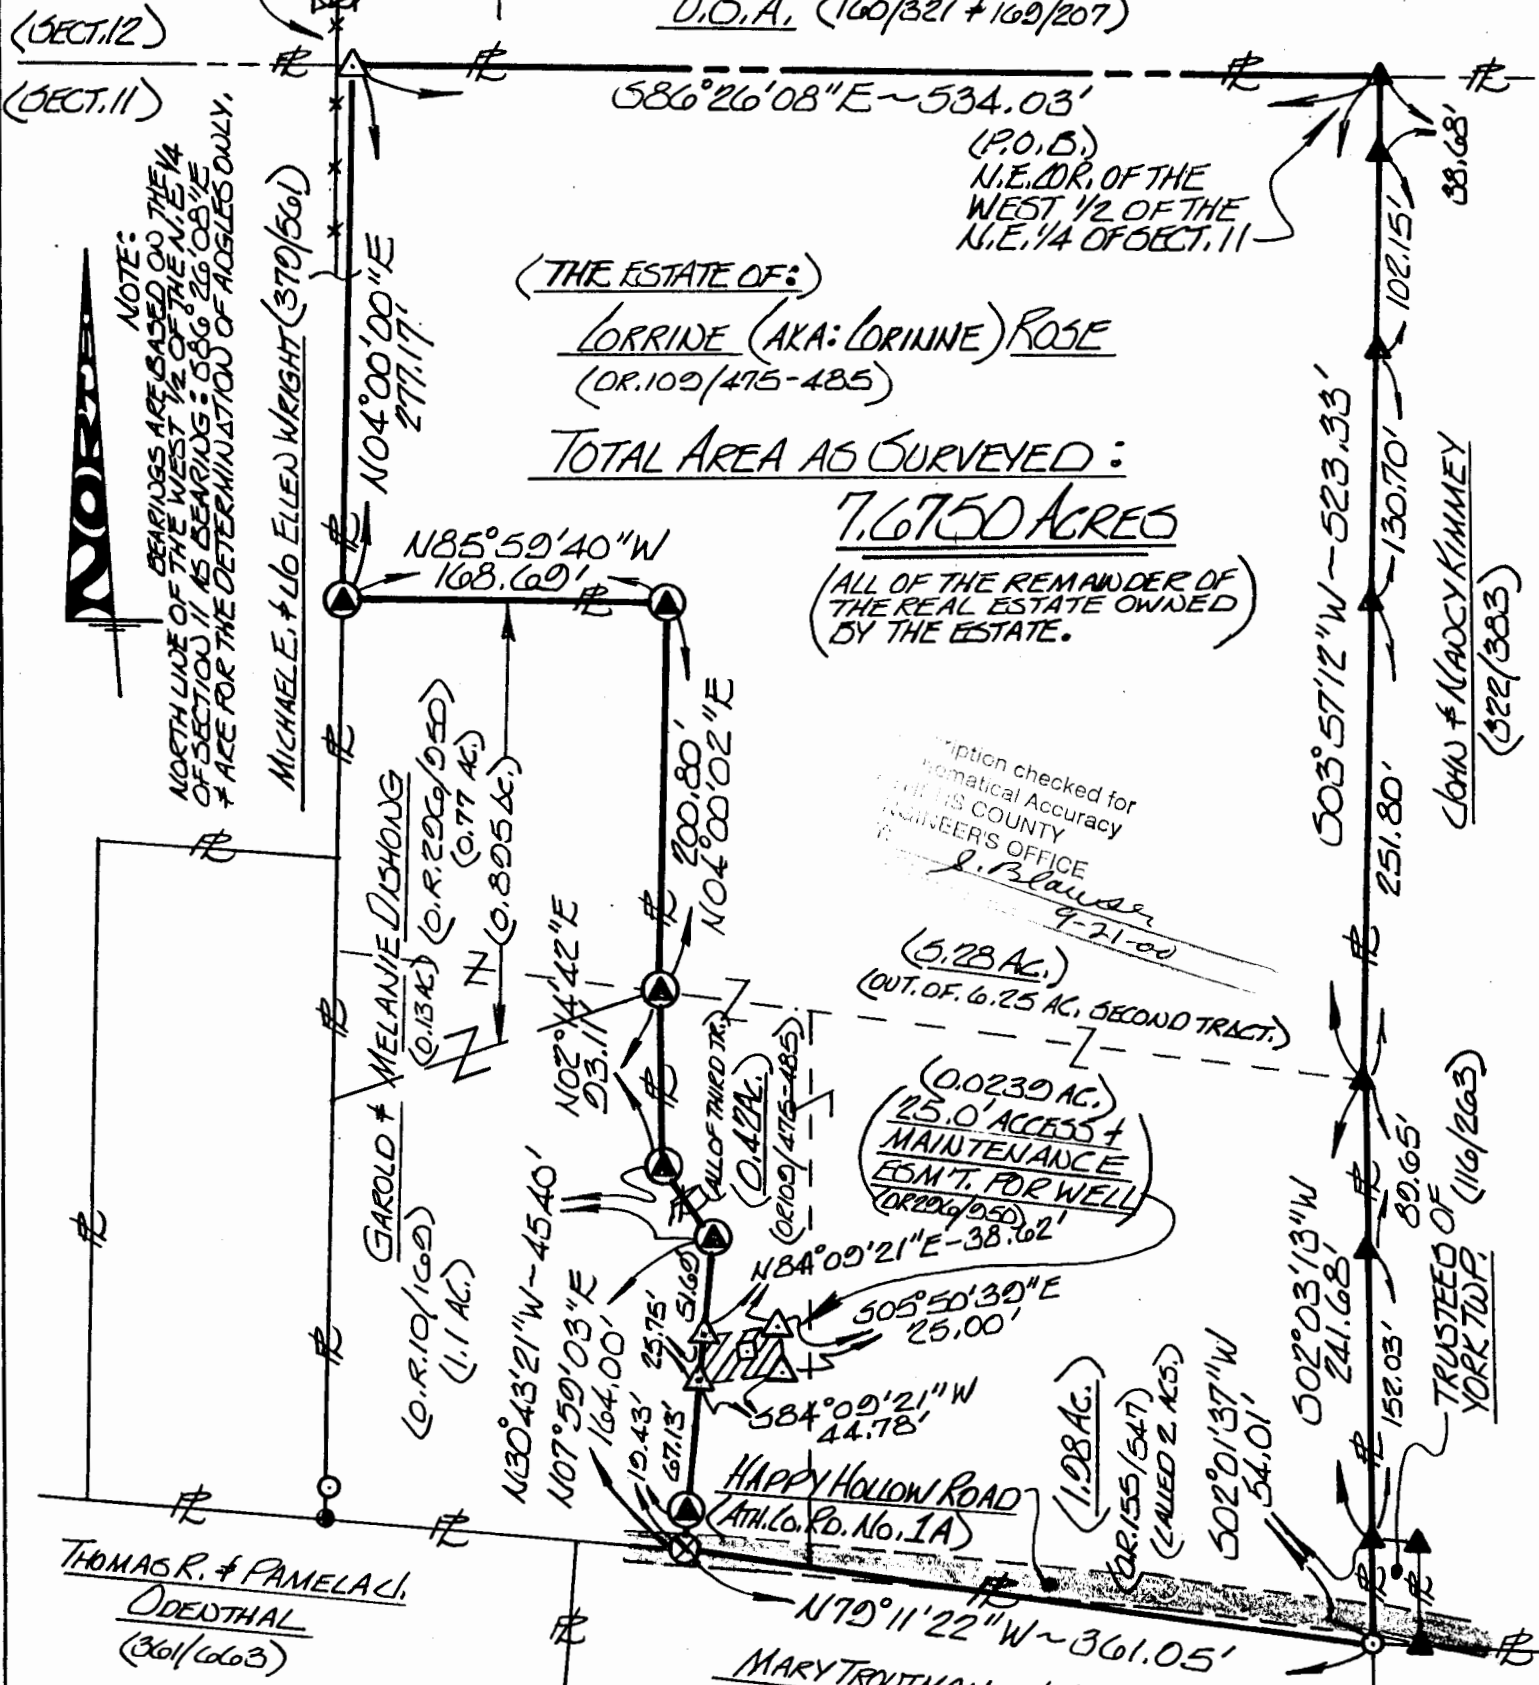 U.S.A. (160/321 & 169/207)
(SECT. 12)
(SECT. 11)
S86°26'08"E ~ 534.03'
(P.O.B.)
N.E. COR. OF THE
WEST 1/2 OF THE
N.E. 1/4 OF SECT. 11
38.68'
102.15'
130.70'
S03°57'12"W ~ 523.33'
251.80'
JOHN & NANCY KIMMEY
(322/383)
NOTE:
BEARINGS ARE BASED ON THE
NORTH LINE OF THE WEST 1/2 OF THE N.E. 1/4
OF SECTION 11 AS BEARING: S86°26'08"E
& ARE FOR THE DETERMINATION OF ANGLES ONLY.
NORTH
MICHAEL E. & JO ELLEN WRIGHT (370/561)
N04°00'00"E
277.17'
(THE ESTATE OF:)
LORRINE (AKA: LORINNE) ROSE
(OR.109/475-485)
TOTAL AREA AS SURVEYED:
7.6750 ACRES
(ALL OF THE REMAINDER OF
THE REAL ESTATE OWNED
BY THE ESTATE.)
N85°59'40"W
168.69'
200.80'
N04°00'02"E
GAROLD & MELANIE DISHONG
(0.13 AC) (O.R.296/950)
(0.77 AC.)
(0.895 AC.)
(O.R.10/169)
(1.1 AC.)
ription checked for
hematical Accuracy
COUNTY
ENGINEER'S OFFICE
S. Blauser
9-21-00
(5.28 AC.)
(OUT. OF. 6.25 AC. SECOND TRACT.)
N02°14'42"E
93.11'
(ALL OF THIRD TR.)
(0.42 AC.)
(OR109/475-485)
(0.0239 AC.)
25.0' ACCESS &
MAINTENANCE
ESM'T. FOR WELL
(OR296/950)
N30°43'21"W ~ 45.40'
N07°59'03"E
164.00'
51.69'
25.75'
19.43'
67.13'
N84°09'21"E - 38.62'
S05°50'39"E
25.00'
S84°09'21"W
44.78'
HAPPY HOLLOW ROAD
(ATH. CO. RD. NO. 1A)
(1.98 AC.)
(OR.155/547)
(CALLED 2. ACS.)
S02°01'37"W
54.01'
S02°03'13"W
241.68'
89.65'
152.03'
TRUSTEES OF
YORK TWP.
(116/263)
N79°11'22"W ~ 361.05'
THOMAS R. & PAMELA J.
ODENTHAL
(361/663)
MARY TROUTMAN